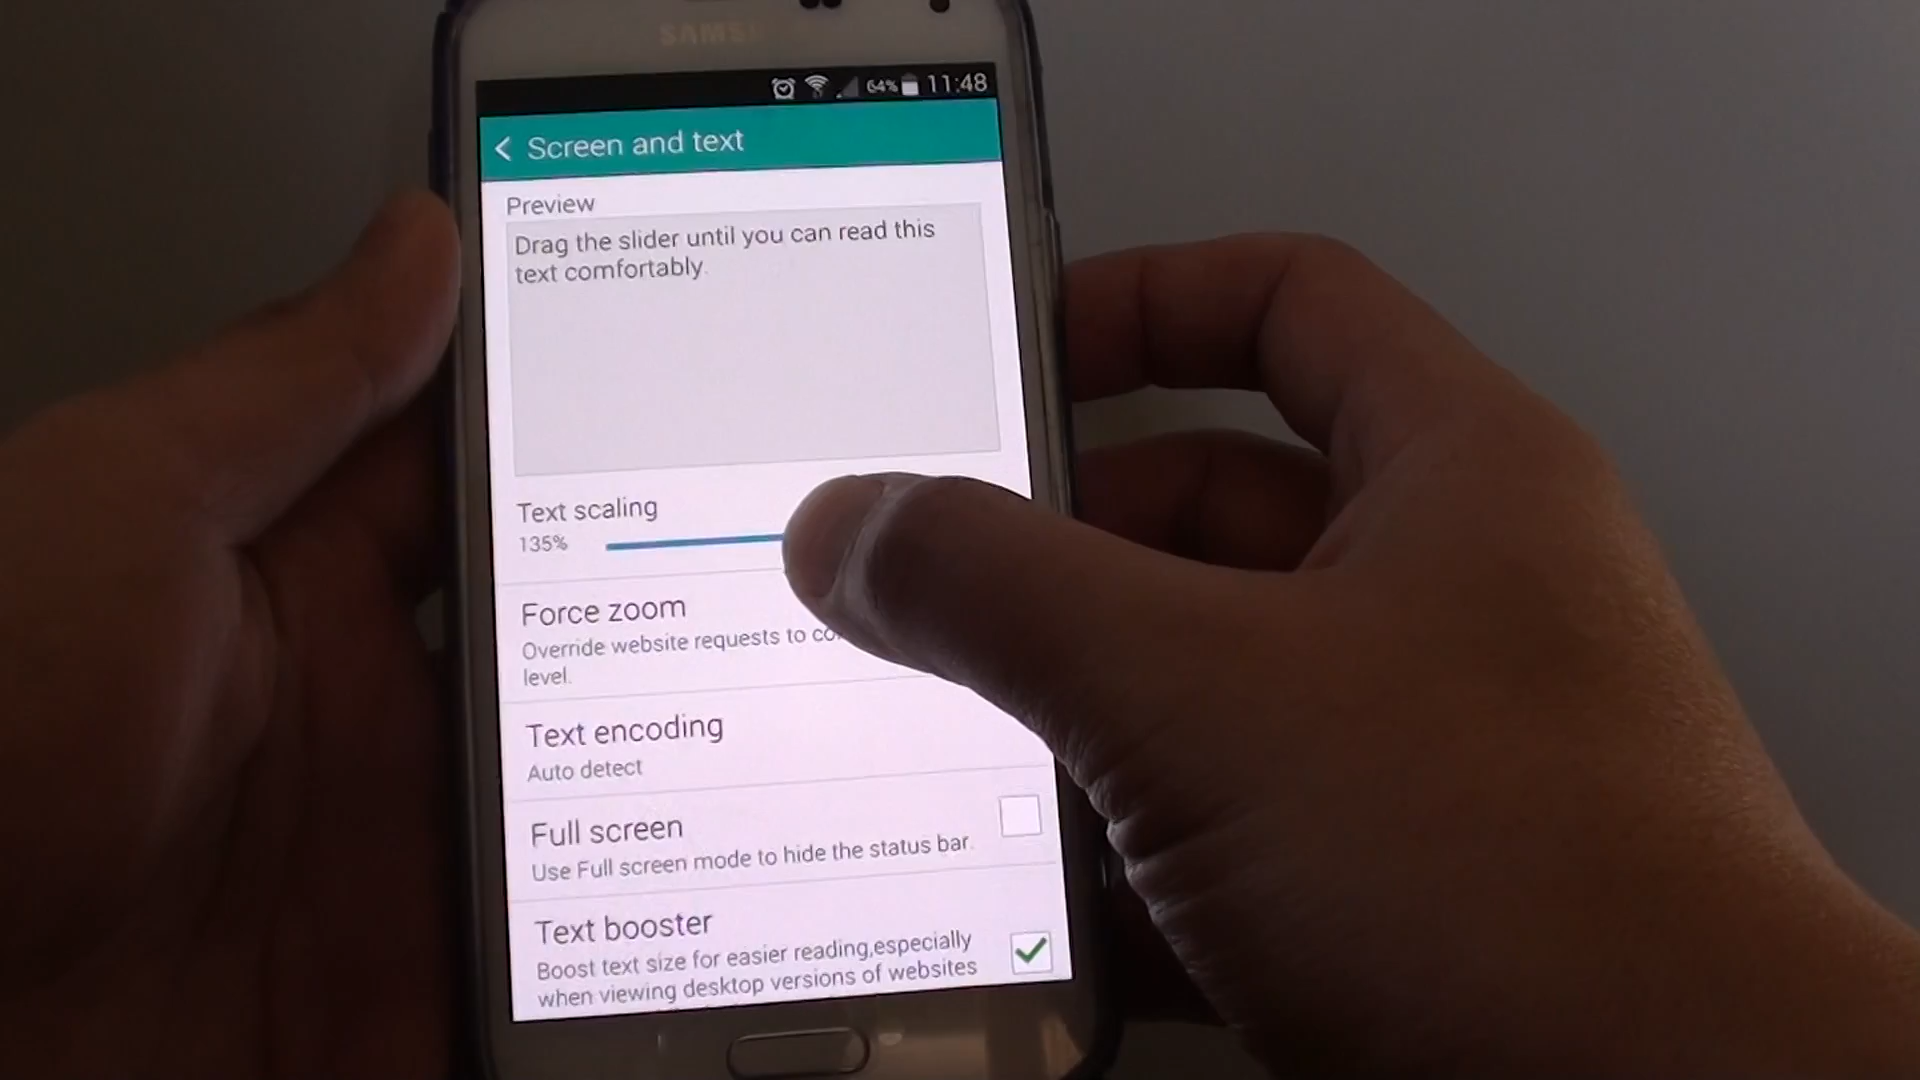 SAMS
64% 11:48
Screen and text
Preview
Drag the slider until you can read this
text comfortably.
Text scaling
135%
Force zoom
Override website requests to co
level.
Text encoding
Auto detect
Full screen
Use Full screen mode to hide the status bar.
Text booster
Boost text size for easier reading,especially
when viewing desktop versions of websites